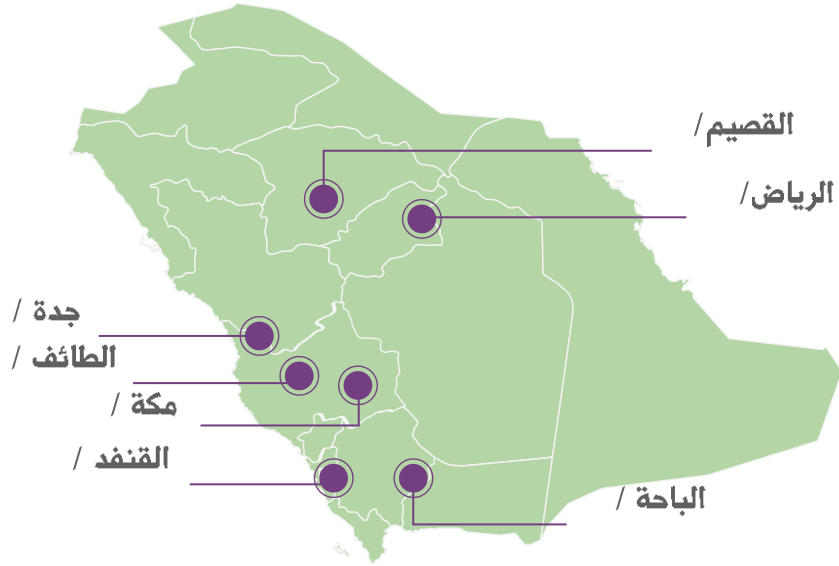 القصيم/
الرياض/
جدة /
الطائف /
مكة /
القنفد /
الباحة /